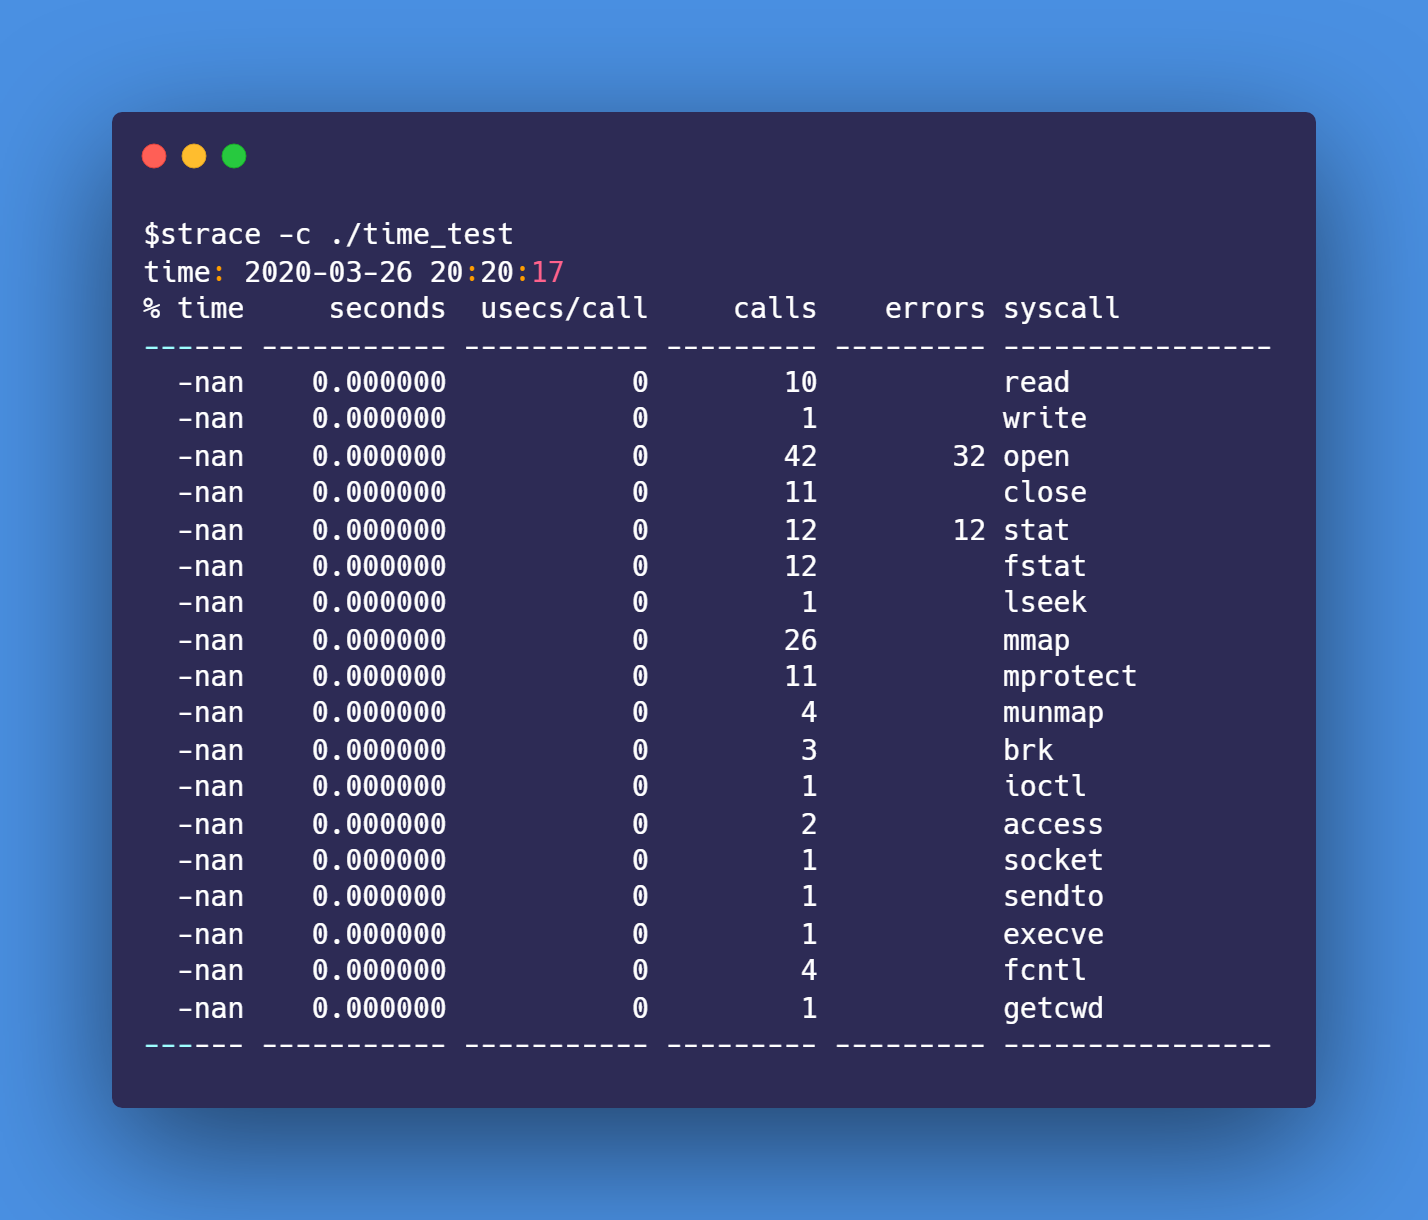 $strace -c ./time_test
time: 2020-03-26 20:20:17
% time     seconds  usecs/call     calls    errors syscall
------ ----------- ----------- --------- --------- ----------------
  -nan    0.000000           0        10           read
  -nan    0.000000           0         1           write
  -nan    0.000000           0        42        32 open
  -nan    0.000000           0        11           close
  -nan    0.000000           0        12        12 stat
  -nan    0.000000           0        12           fstat
  -nan    0.000000           0         1           lseek
  -nan    0.000000           0        26           mmap
  -nan    0.000000           0        11           mprotect
  -nan    0.000000           0         4           munmap
  -nan    0.000000           0         3           brk
  -nan    0.000000           0         1           ioctl
  -nan    0.000000           0         2           access
  -nan    0.000000           0         1           socket
  -nan    0.000000           0         1           sendto
  -nan    0.000000           0         1           execve
  -nan    0.000000           0         4           fcntl
  -nan    0.000000           0         1           getcwd
------ ----------- ----------- --------- --------- ----------------